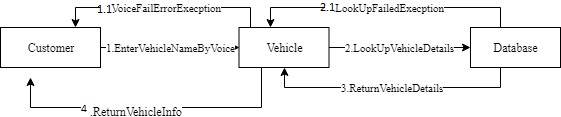 1.1VoiceFailErrorExecption
2.1LookUpFailedExecption
Customer
1.EnterVehicleNameByVoice
Vehicle
2.LookUpVehicleDetails
Database
3.ReturnVehicleDetails
4 .ReturnVehicleInfo